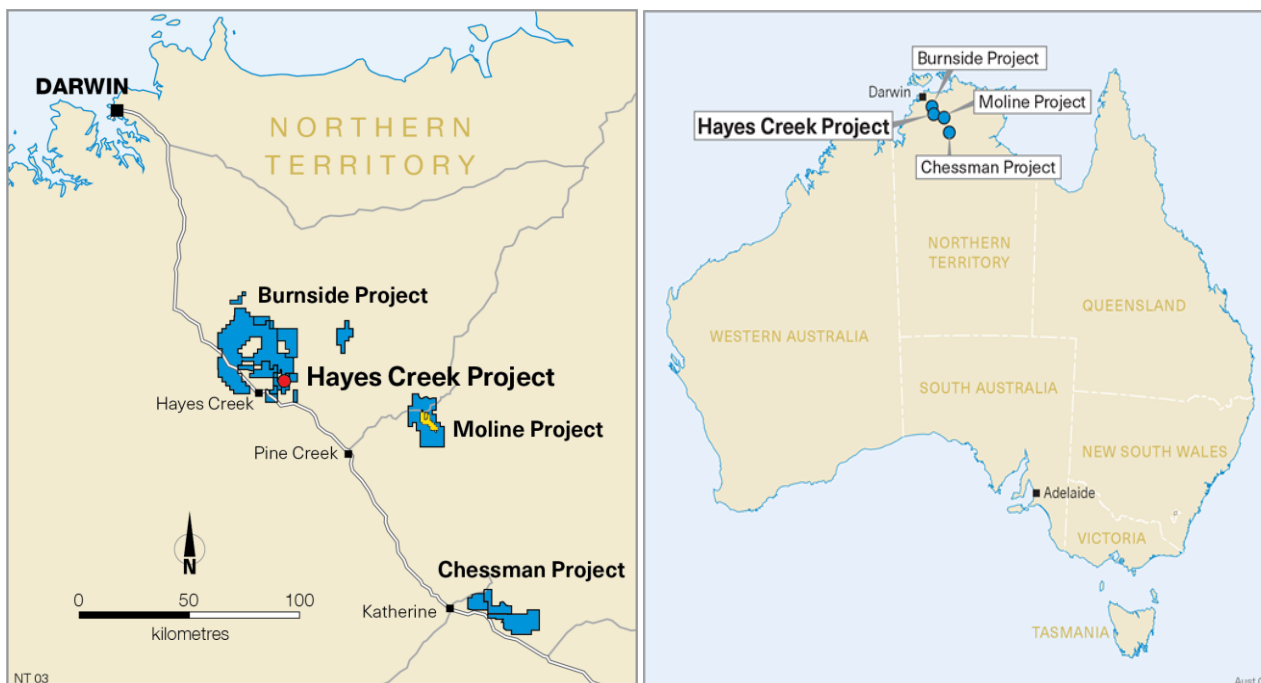 DARWIN
NORTHERN
TERRITORY
Burnside Project
Hayes Creek Project
Hayes Creek
Moline Project
Pine Creek
N
Chessman Project
0 50 100
kilometres
Katherine
NT 03
Burnside Project
Darwin
Moline Project
Hayes Creek Project
Chessman Project
NORTHERN
TERRITORY
QUEENSLAND
WESTERN AUSTRALIA
SOUTH AUSTRALIA
NEW SOUTH WALES
Adelaide
VICTORIA
TASMANIA